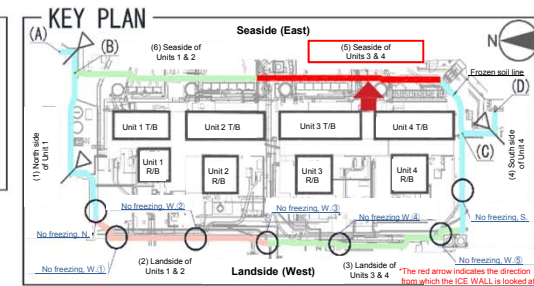 KEY PLAN
Seaside (East)
(A)
(B)
(6) Seaside of
Units 1 & 2
(5) Seaside of
Units 3 & 4
N
Frozen soil line
(D)
(1) North side
of Unit 1
Unit 1 T/B
Unit 2 T/B
Unit 3 T/B
Unit 4 T/B
(C)
(4) South side
of Unit 4
Unit 1
R/B
Unit 2
R/B
Unit 3
R/B
Unit 4
R/B
No freezing, W.②
No freezing, W.③
No freezing, W.④
No freezing, S.
No freezing, N.
No freezing, W.①
No freezing, W.⑤
(2) Landside of
Units 1 & 2
Landside (West)
(3) Landside of
Units 3 & 4
*The red arrow indicates the direction
from which the ICE WALL is looked at